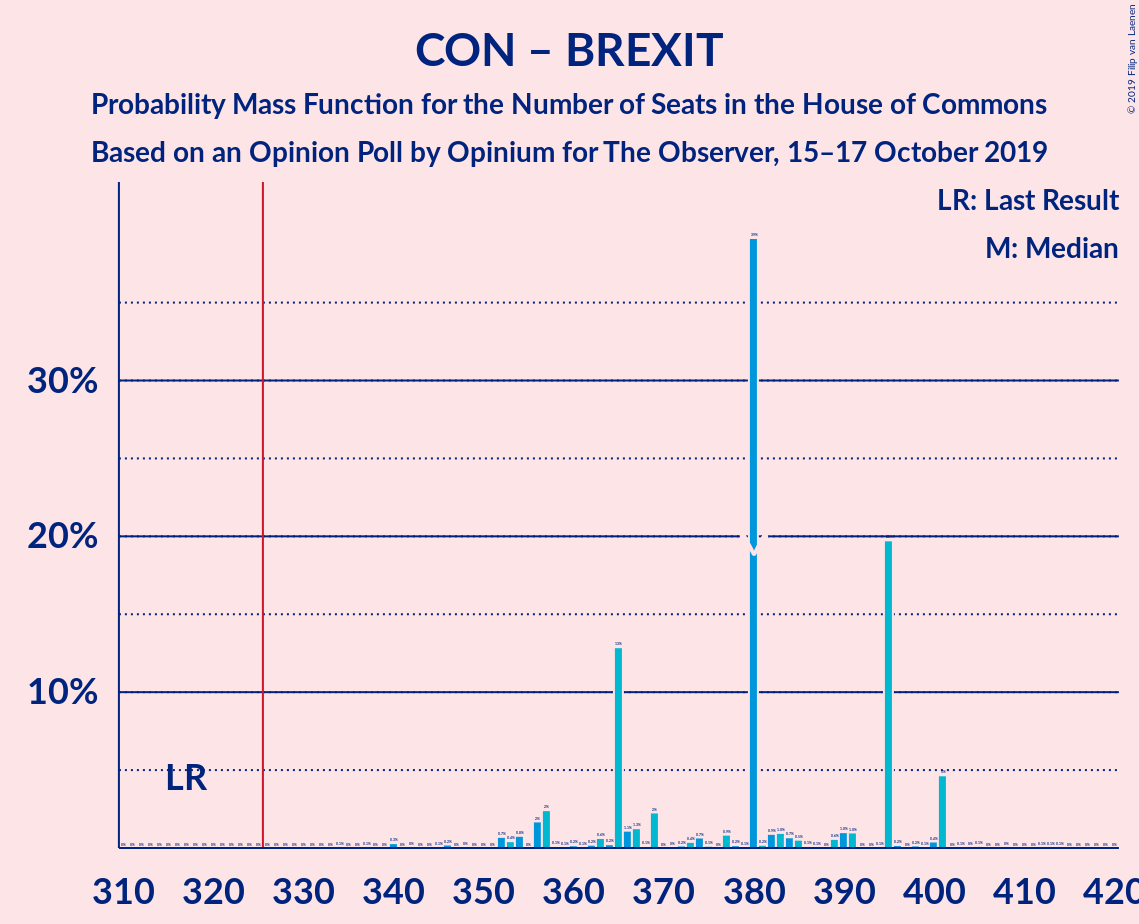 CON – BREXIT
Probability Mass Function for the Number of Seats in the House of Commons
Based on an Opinion Poll by Opinium for The Observer, 15–17 October 2019
© 2019 Filip van Laenen
LR: Last Result
M: Median
30%
20%
10%
LR
310 320 330 340 350 360 370 380 390 400 410 420